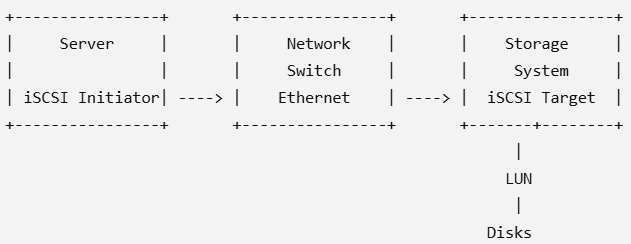 +----------------+       +----------------+       +----------------+
|     Server     |       |     Network    |       |    Storage     |
|                |       |     Switch     |       |     System     |
| iSCSI Initiator| ----> |    Ethernet    | ----> |  iSCSI Target  |
+----------------+       +----------------+       +-------+--------+
|
LUN
|
Disks